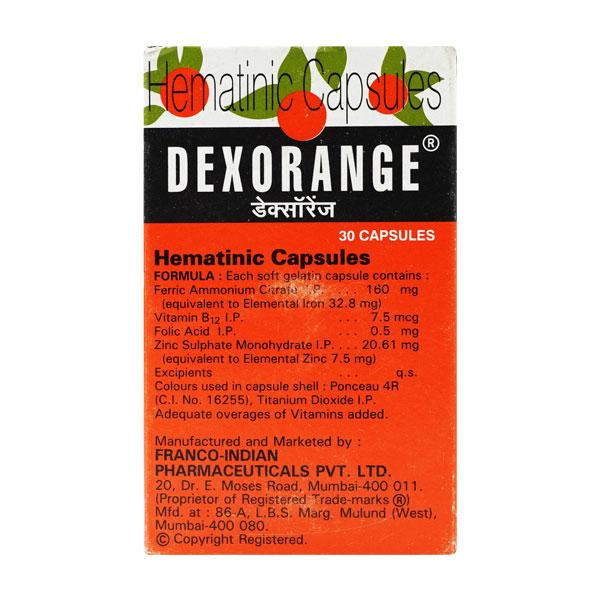 Hematinic Capsules
DEXORANGE®
डेक्सॉरेंज
30 CAPSULES
Hematinic Capsules
FORMULA : Each soft gelatin capsule contains :
Ferric Ammonium Citrate I.P. . . . 160 mg
(equivalent to Elemental Iron 32.8 mg)
Vitamin B12 I.P. . . . 7.5 mcg
Folic Acid I.P. . . . 0.5 mg
Zinc Sulphate Monohydrate I.P. . . . 20.61 mg
(equivalent to Elemental Zinc 7.5 mg)
Excipients . . . q.s.
Colours used in capsule shell : Ponceau 4R
(C.I. No. 16255), Titanium Dioxide I.P.
Adequate overages of Vitamins added.
Manufactured and Marketed by :
FRANCO-INDIAN
PHARMACEUTICALS PVT. LTD.
20, Dr. E. Moses Road, Mumbai-400 011.
(Proprietor of Registered Trade-marks ®)
Mfd. at : 86-A, L.B.S. Marg. Mulund (West),
Mumbai-400 080.
© Copyright Registered.